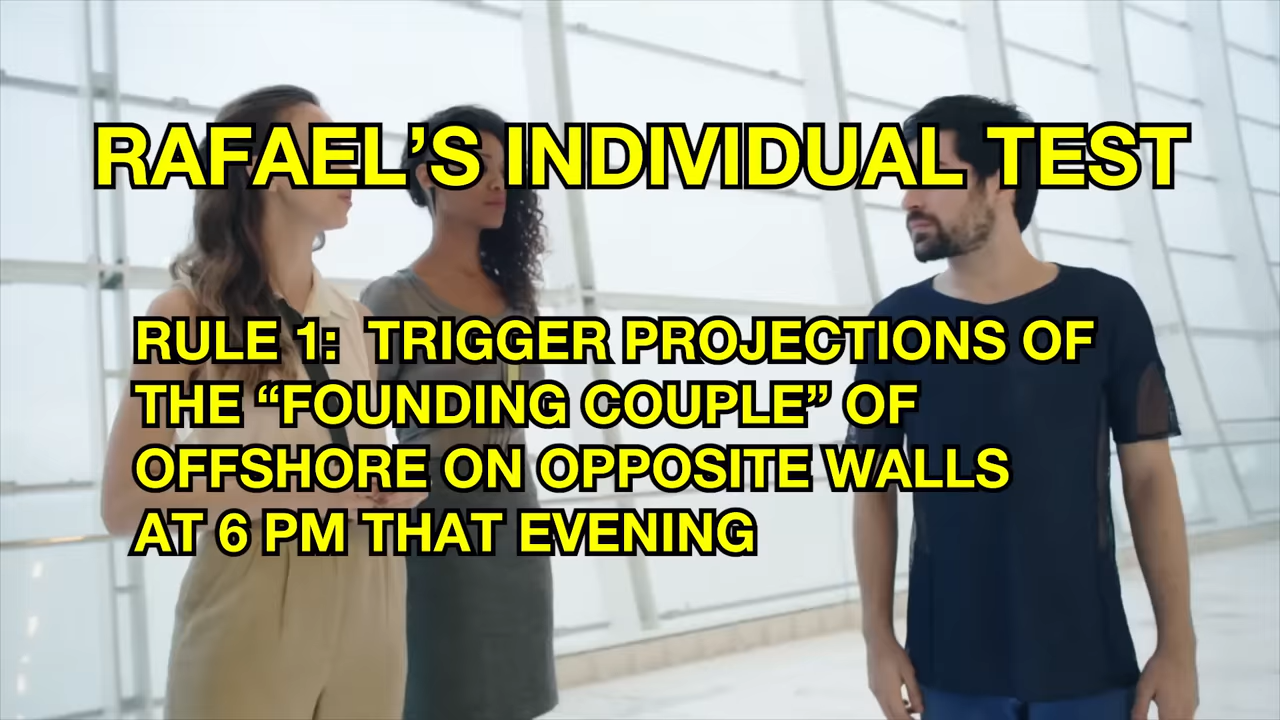 RAFAEL’S INDIVIDUAL TEST
RULE 1:  TRIGGER PROJECTIONS OF
THE “FOUNDING COUPLE” OF
OFFSHORE ON OPPOSITE WALLS
AT 6 PM THAT EVENING